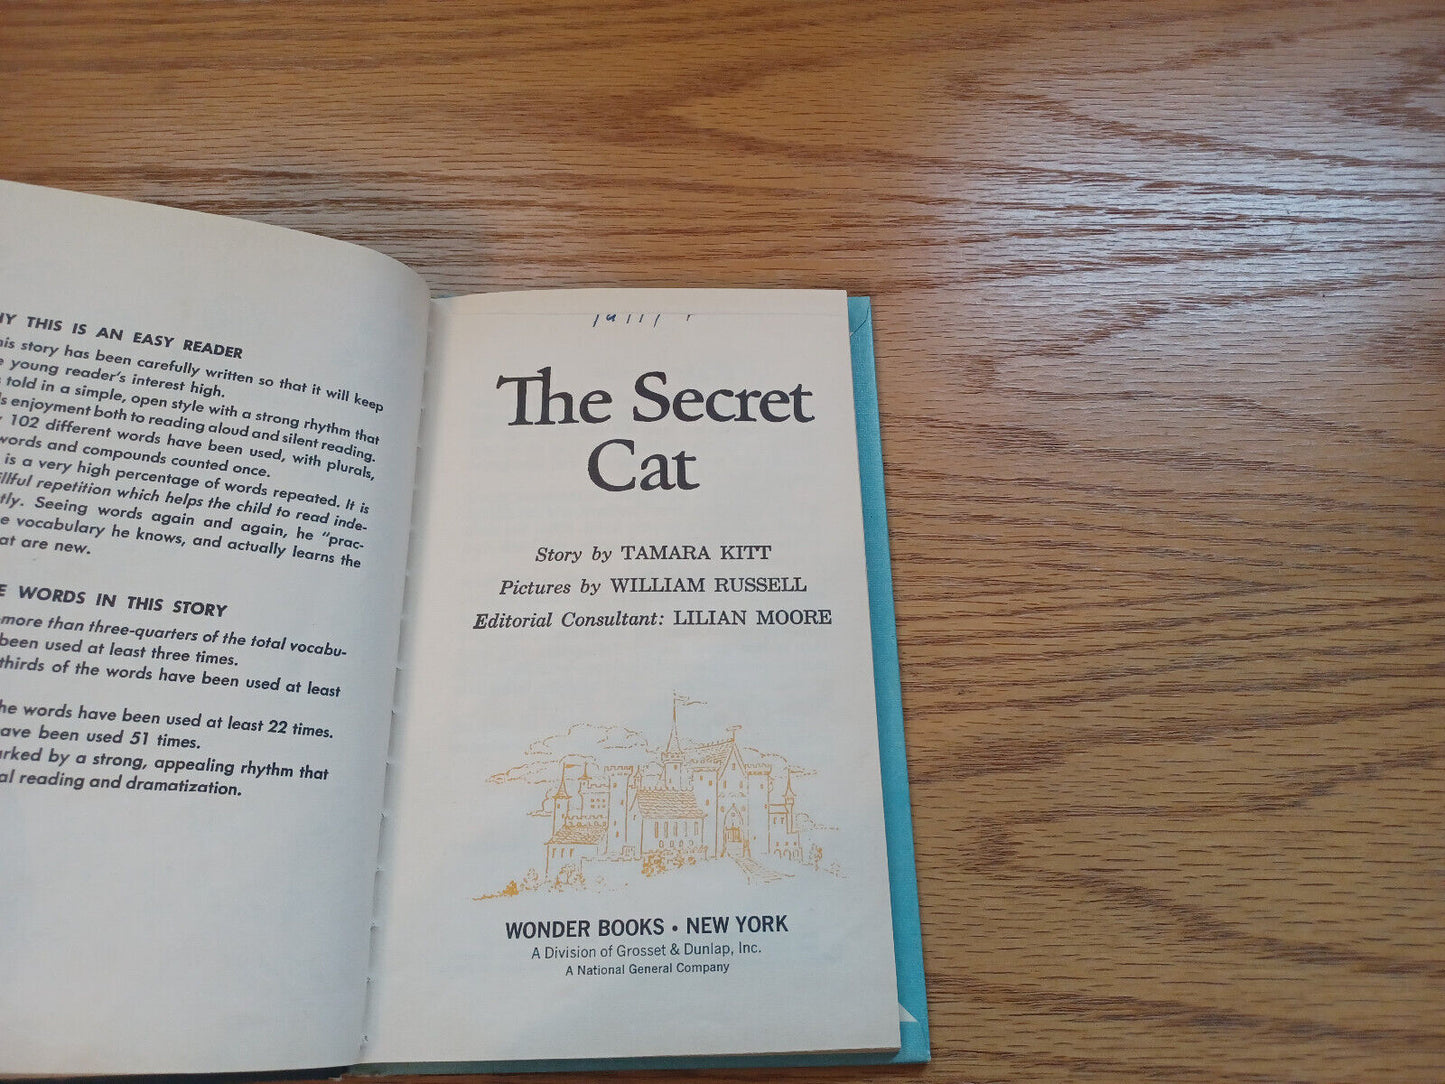 WHY THIS IS AN EASY READER
his story has been carefully written so that it will keep
e young reader's interest high.
s told in a simple, open style with a strong rhythm that
ds enjoyment both to reading aloud and silent reading.
y 102 different words have been used, with plurals,
words and compounds counted once.
is a very high percentage of words repeated. It is
illful repetition which helps the child to read inde-
tly. Seeing words again and again, he "prac-
e vocabulary he knows, and actually learns the
at are new.
E WORDS IN THIS STORY
more than three-quarters of the total vocabu-
been used at least three times.
thirds of the words have been used at least
he words have been used at least 22 times.
ave been used 51 times.
arked by a strong, appealing rhythm that
al reading and dramatization.
The Secret
Cat
Story by TAMARA KITT
Pictures by WILLIAM RUSSELL
Editorial Consultant: LILIAN MOORE
WONDER BOOKS • NEW YORK
A Division of Grosset & Dunlap, Inc.
A National General Company